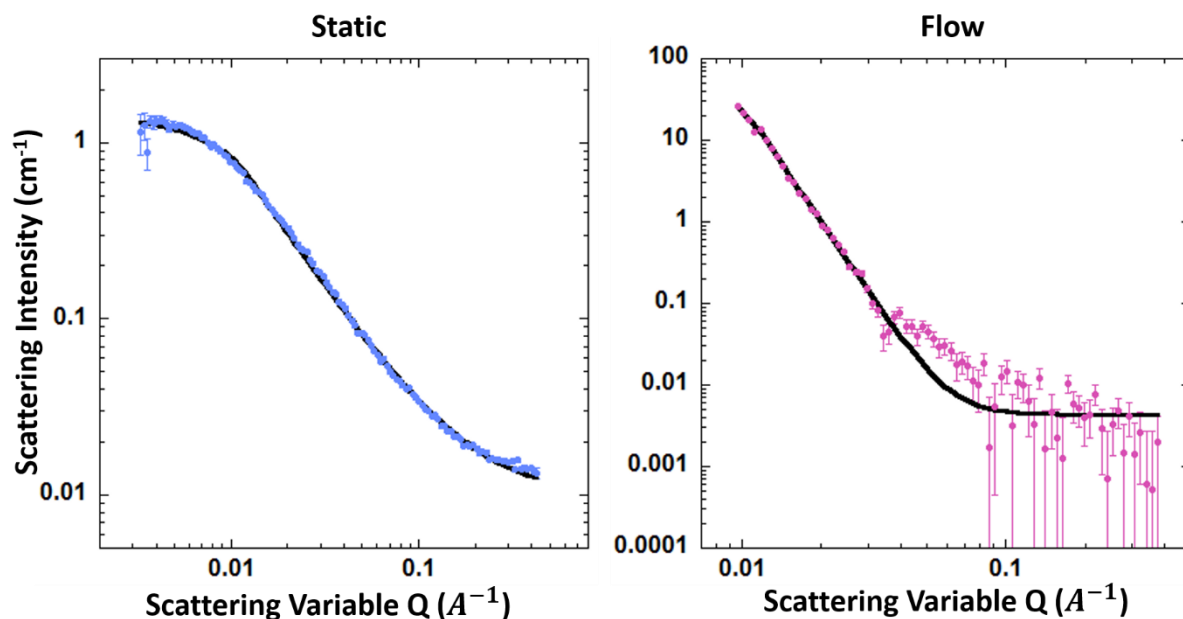 Static
Flow
Scattering Intensity (cm⁻¹)
1
0.1
0.01
0.01
0.1
Scattering Variable Q (A⁻¹)
100
10
1
0.1
0.01
0.001
0.0001
0.01
0.1
Scattering Variable Q (A⁻¹)